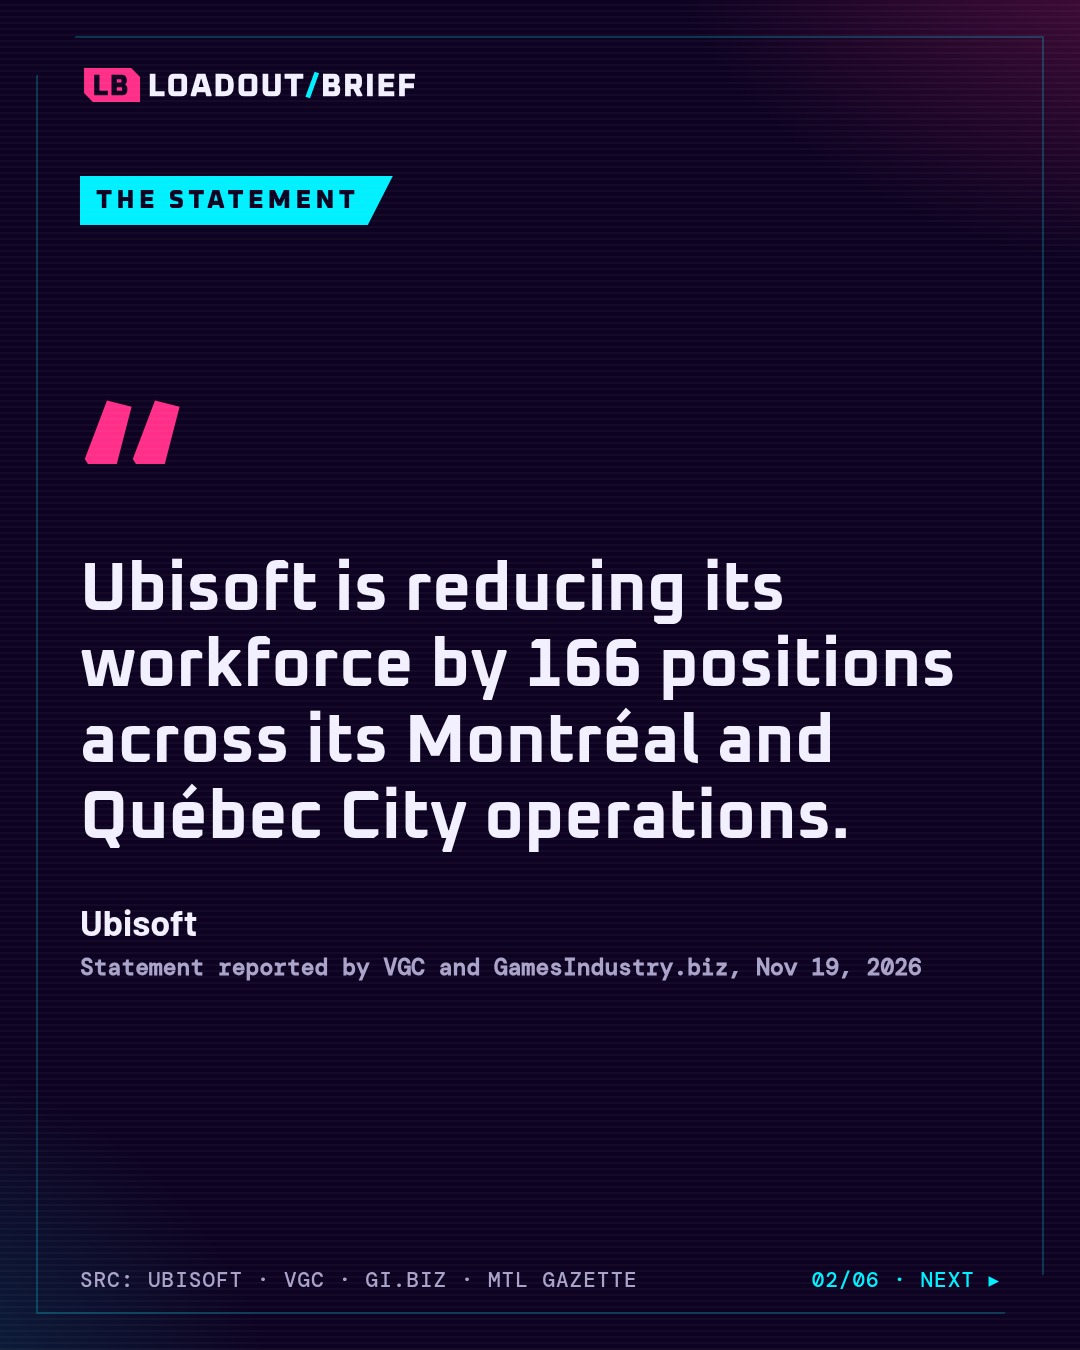 LB LOADOUT/BRIEF
THE STATEMENT
"
Ubisoft is reducing its
workforce by 166 positions
across its Montréal and
Québec City operations.
Ubisoft
Statement reported by VGC and GamesIndustry.biz, Nov 19, 2026
SRC: UBISOFT · VGC · GI.BIZ · MTL GAZETTE
02/06 · NEXT ▶